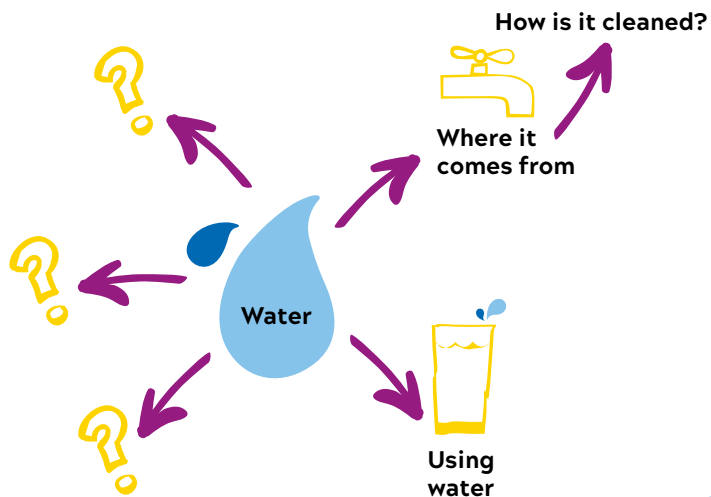 How is it cleaned?
Where it
comes from
Water
Using
water